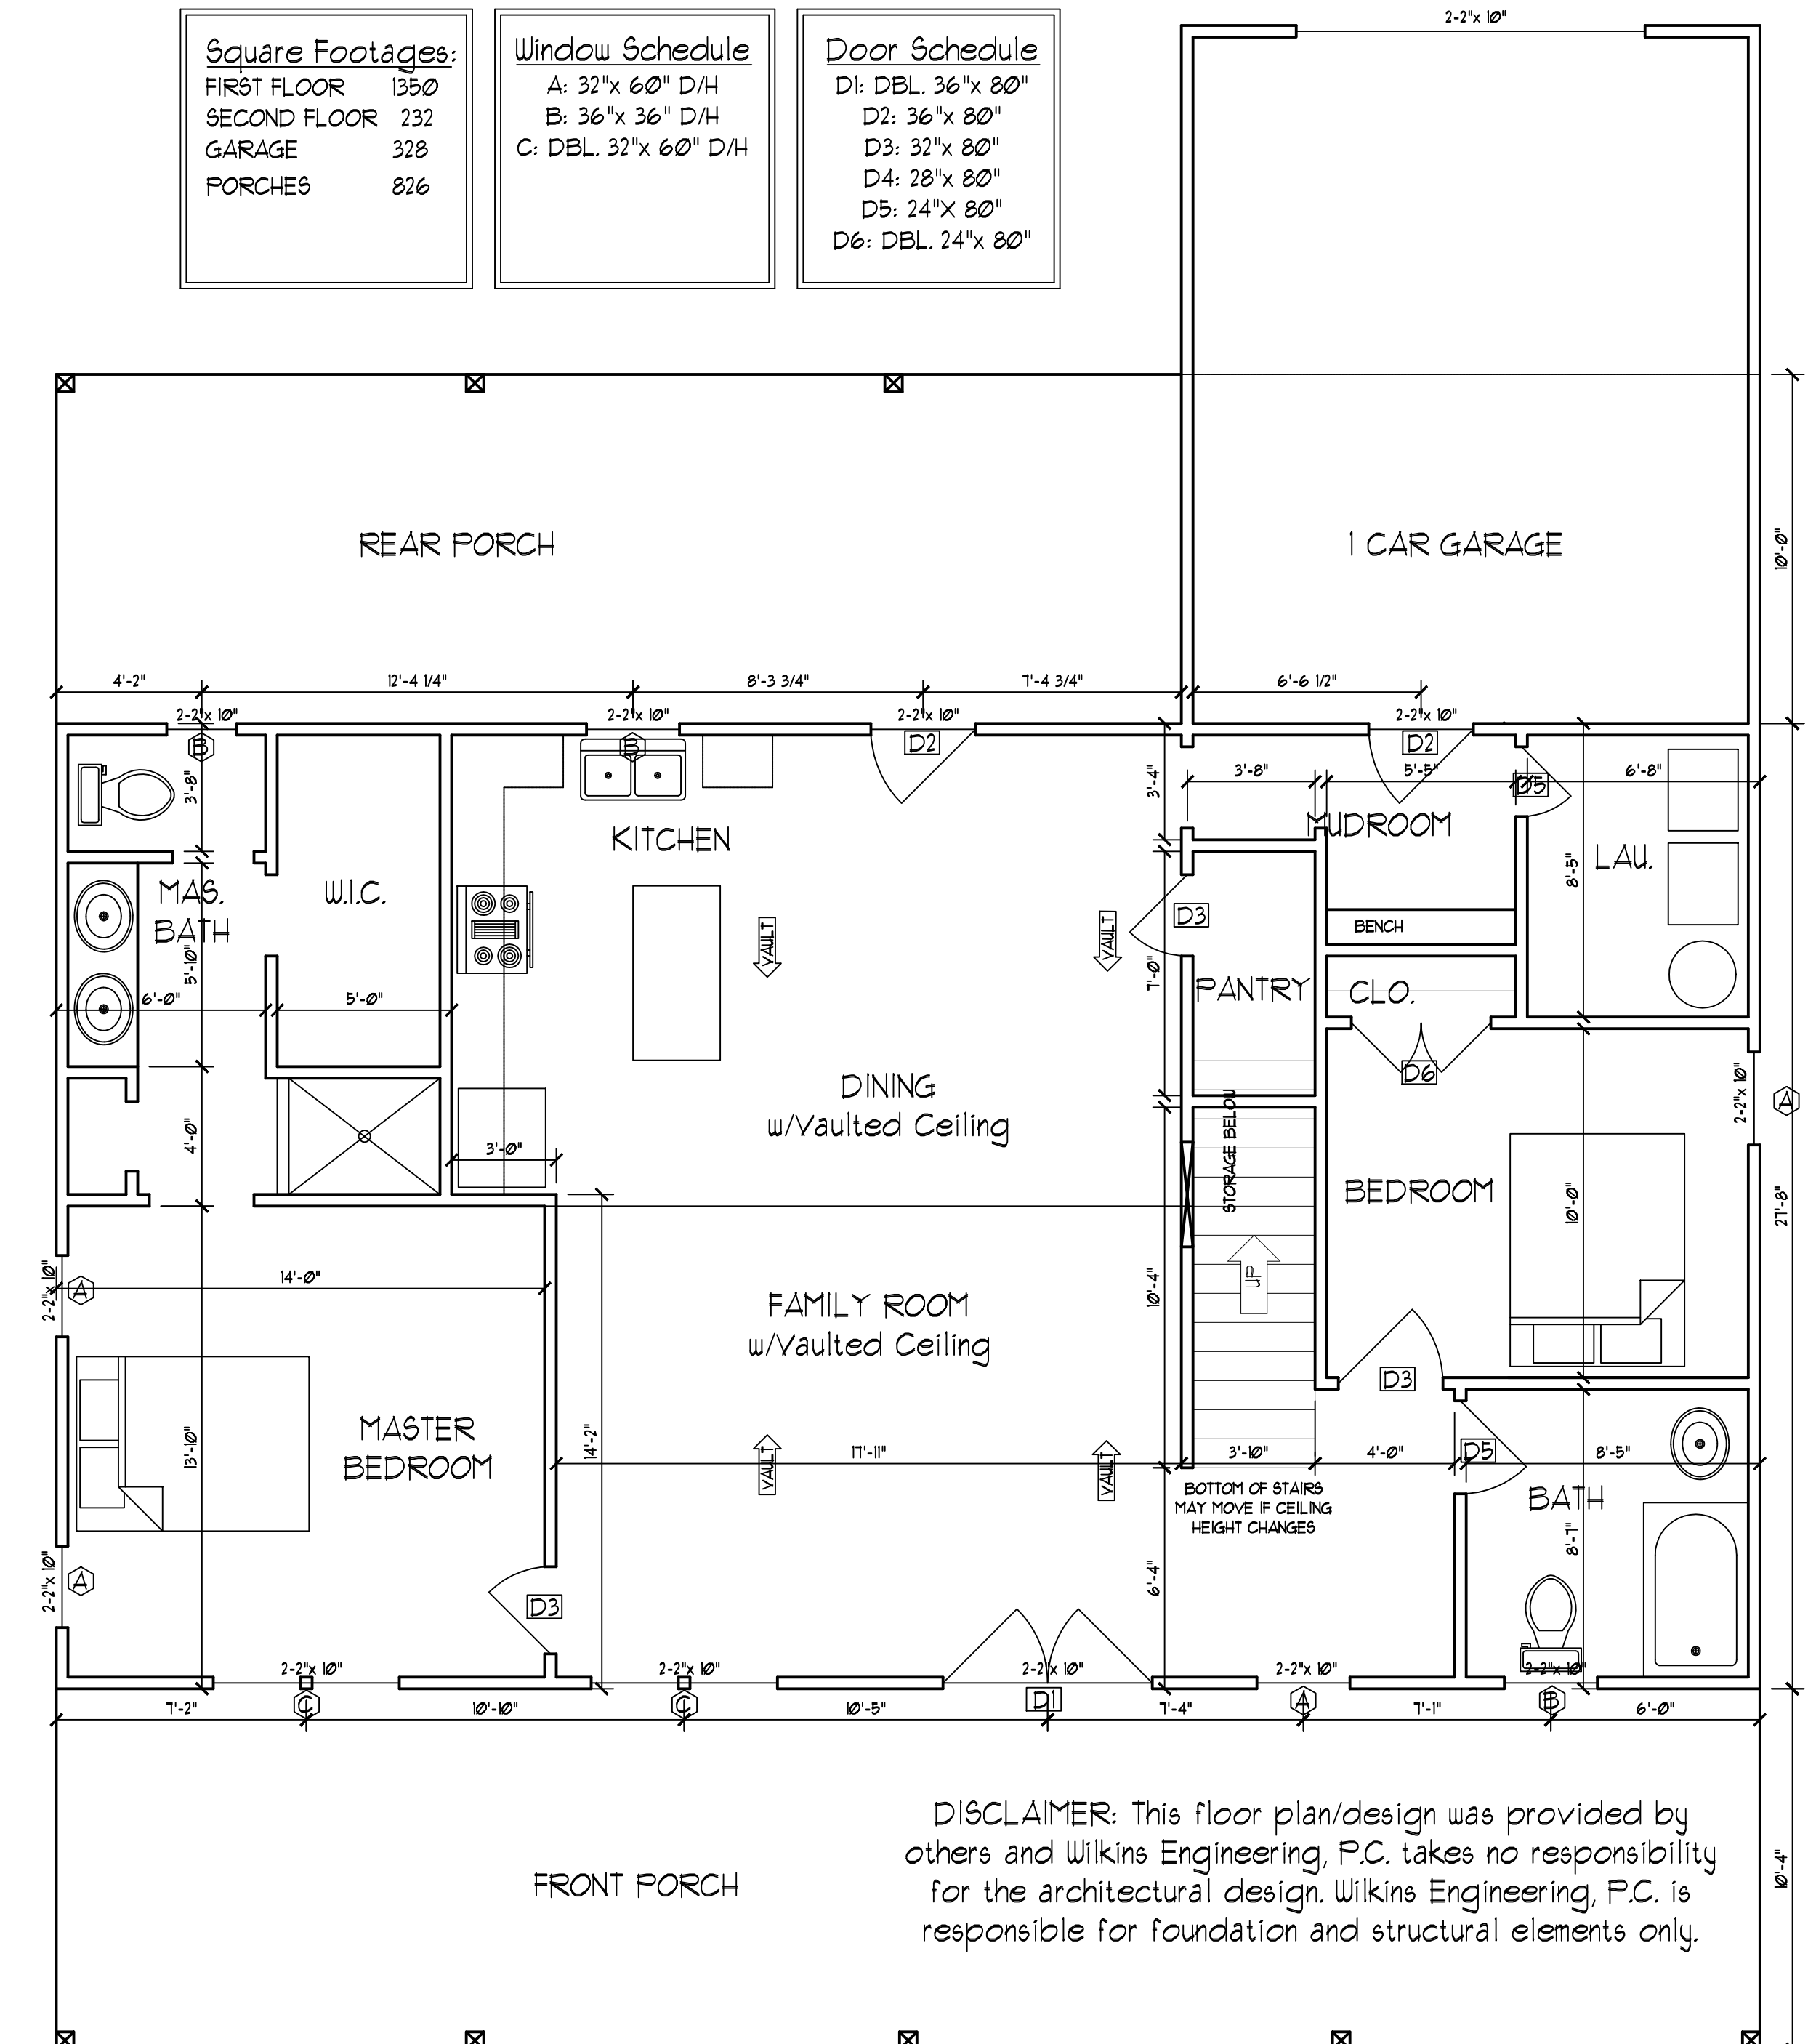 Square Footages:
FIRST FLOOR 1350
SECOND FLOOR 232
GARAGE 328
PORCHES 826
Window Schedule
A: 32"x 60" D/H
B: 36"x 36" D/H
C: DBL. 32"x 60" D/H
Door Schedule
D1: DBL. 36"x 80"
D2: 36"x 80"
D3: 32"x 80"
D4: 28"x 80"
D5: 24"X 80"
D6: DBL. 24"x 80"
2-2"x 10"
REAR PORCH
1 CAR GARAGE
10'-0"
4'-2"
12'-4 1/4"
8'-3 3/4"
7'-4 3/4"
6'-6 1/2"
2-2"x 10"
2-2"x 10"
2-2"x 10"
2-2"x 10"
B
B
D2
D2
3'-8"
3'-4"
3'-8"
5'-5"
D5
6'-8"
KITCHEN
MUDROOM
LAU.
8'-5"
MAS.
BATH
W.I.C.
VAULT
VAULT
D3
BENCH
5'-10"
7'-0"
6'-0"
5'-0"
PANTRY
CLO.
D6
DINING
w/Vaulted Ceiling
2-2"x 10"
A
4'-0"
3'-0"
STORAGE BELOW
BEDROOM
10'-0"
27'-8"
2-2"x 10"
A
14'-0"
FAMILY ROOM
w/Vaulted Ceiling
10'-4"
UP
D3
MASTER
BEDROOM
13'-10"
14'-2"
VAULT
VAULT
17'-11"
3'-10"
4'-0"
D5
8'-5"
BOTTOM OF STAIRS
MAY MOVE IF CEILING
HEIGHT CHANGES
BATH
8'-7"
2-2"x 10"
A
D3
6'-4"
2-2"x 10"
2-2"x 10"
2-2"x 10"
2-2"x 10"
2-2"x 10"
C
C
D1
A
B
7'-2"
10'-10"
10'-5"
7'-4"
7'-1"
6'-0"
DISCLAIMER: This floor plan/design was provided by
others and Wilkins Engineering, P.C. takes no responsibility
for the architectural design. Wilkins Engineering, P.C. is
responsible for foundation and structural elements only.
FRONT PORCH
10'-4"